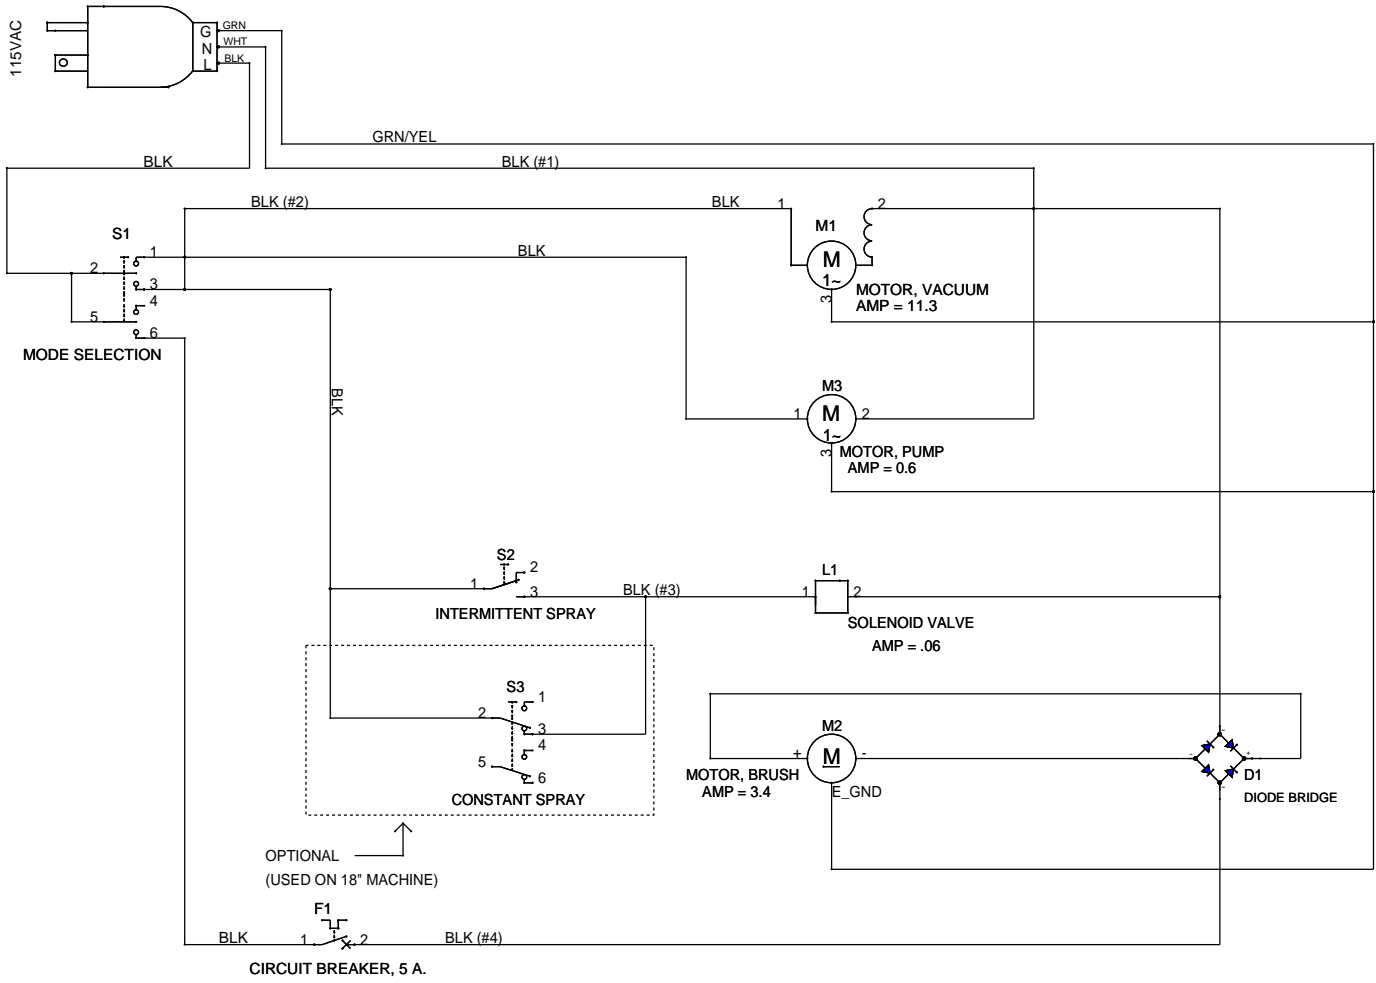 115VAC
G
N
L
GRN
WHT
BLK
GRN/YEL
BLK
BLK (#1)
BLK (#2)
BLK
1
2
S1
M1
M
1~
3
MOTOR, VACUUM
AMP = 11.3
1
2
3
4
5
6
MODE SELECTION
BLK
BLK
M3
1
M
1~
2
3
MOTOR, PUMP
AMP = 0.6
S2
1
2
3
INTERMITTENT SPRAY
BLK (#3)
L1
1
2
SOLENOID VALVE
AMP = .06
S3
1
2
3
4
5
6
CONSTANT SPRAY
M2
+
M
-
MOTOR, BRUSH
AMP = 3.4
E_GND
D1
DIODE BRIDGE
OPTIONAL
(USED ON 18" MACHINE)
F1
BLK
1
2
BLK (#4)
CIRCUIT BREAKER, 5 A.